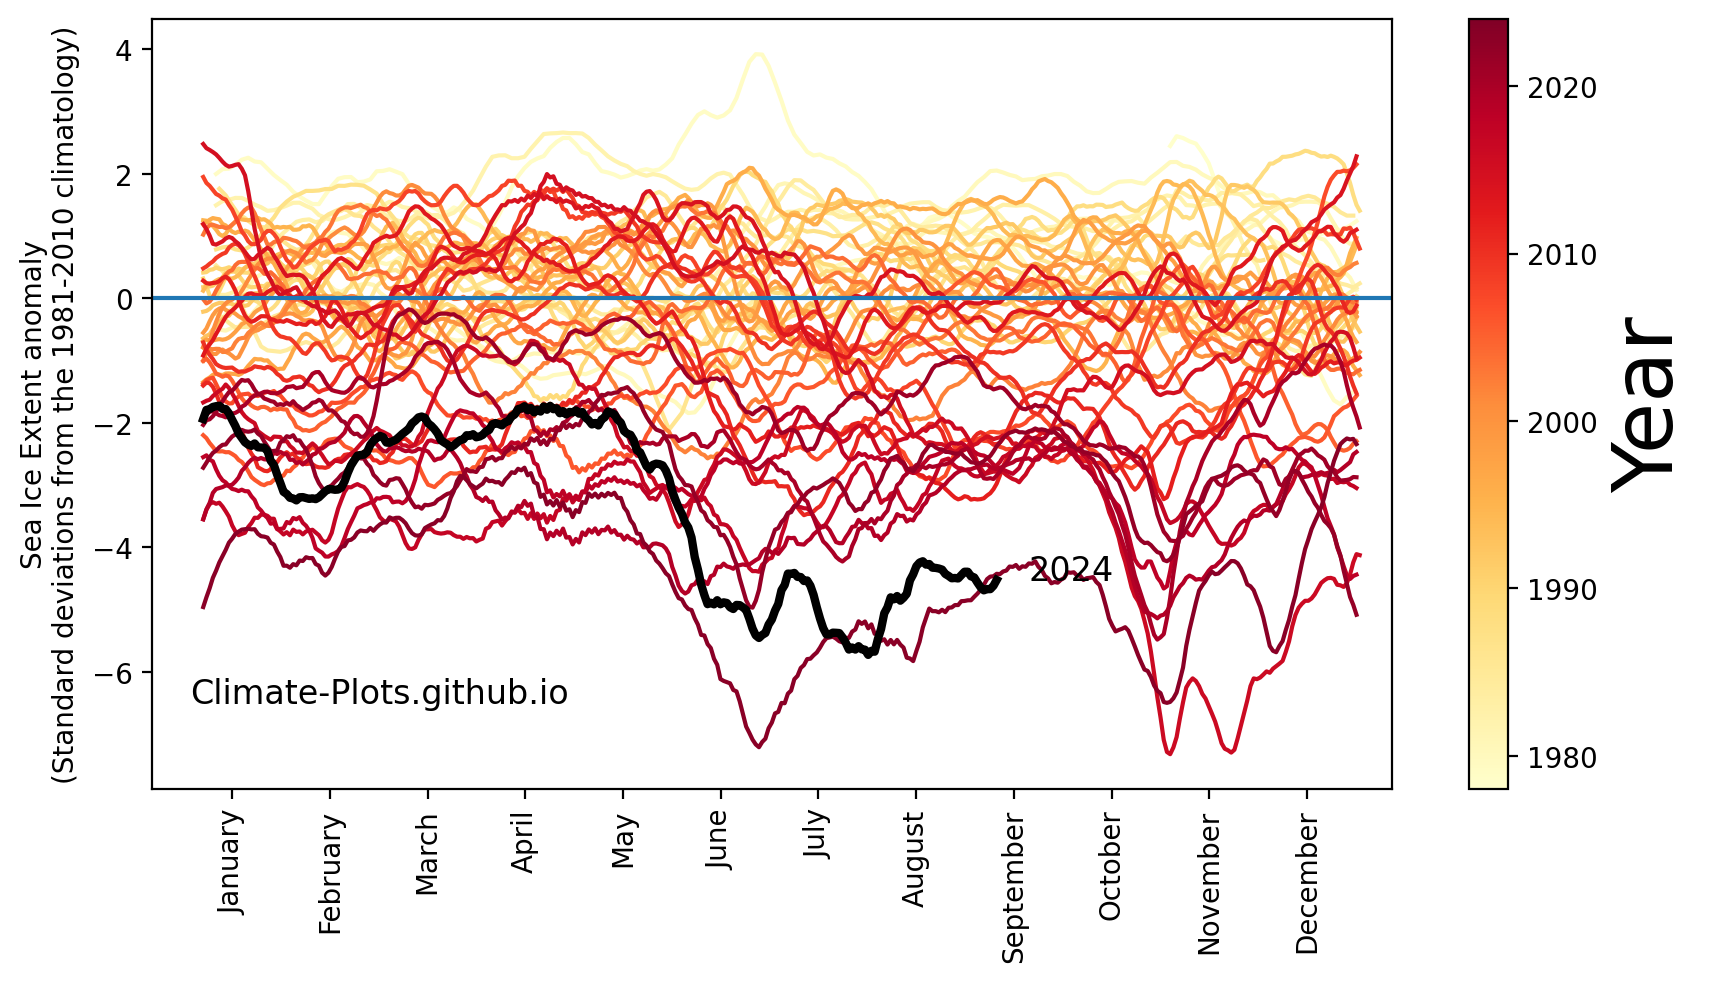 Sea Ice Extent anomaly
(Standard deviations from the 1981-2010 climatology)
4
2
0
−2
−4
−6
2024
Climate-Plots.github.io
January
February
March
April
May
June
July
August
September
October
November
December
2020
2010
2000
1990
1980
Year